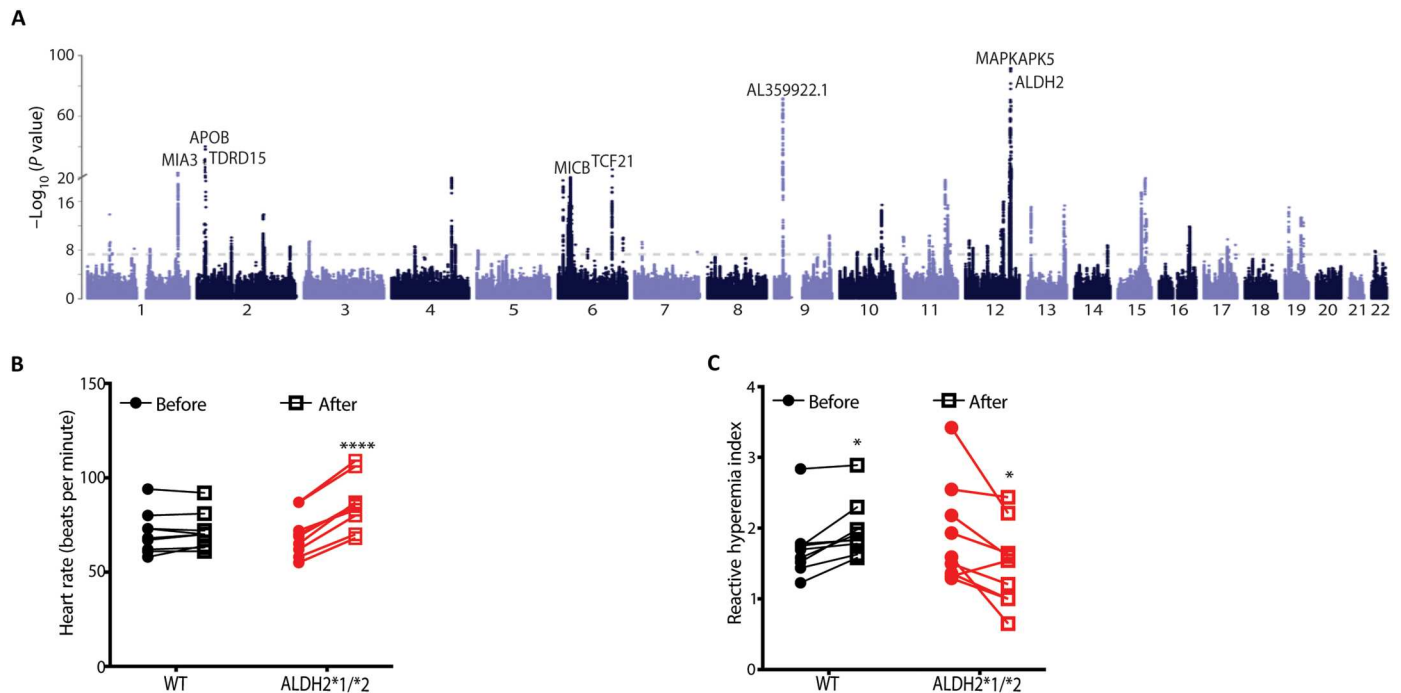 A
100
60
20
16
8
0
−Log10 (P value)
MIA3
APOB
TDRD15
MICB
TCF21
AL359922.1
MAPKAPK5
ALDH2
1 2 3 4 5 6 7 8 9 10 11 12 13 14 15 16 17 18 19 20 21 22
B
150
100
50
0
Heart rate (beats per minute)
Before
After
****
WT
ALDH2*1/*2
C
4
3
2
1
0
Reactive hyperemia index
Before
After
*
*
WT
ALDH2*1/*2